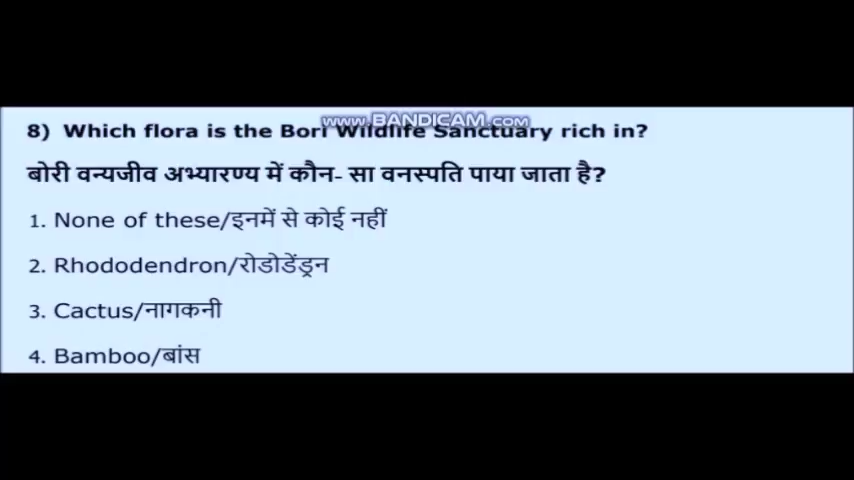 www.BANDICAM.com
8) Which flora is the Bori Wildlife Sanctuary rich in?
बोरी वन्यजीव अभ्यारण्य में कौन- सा वनस्पति पाया जाता है?
1. None of these/इनमें से कोई नहीं
2. Rhododendron/रोडोडेंड्रन
3. Cactus/नागकनी
4. Bamboo/बांस